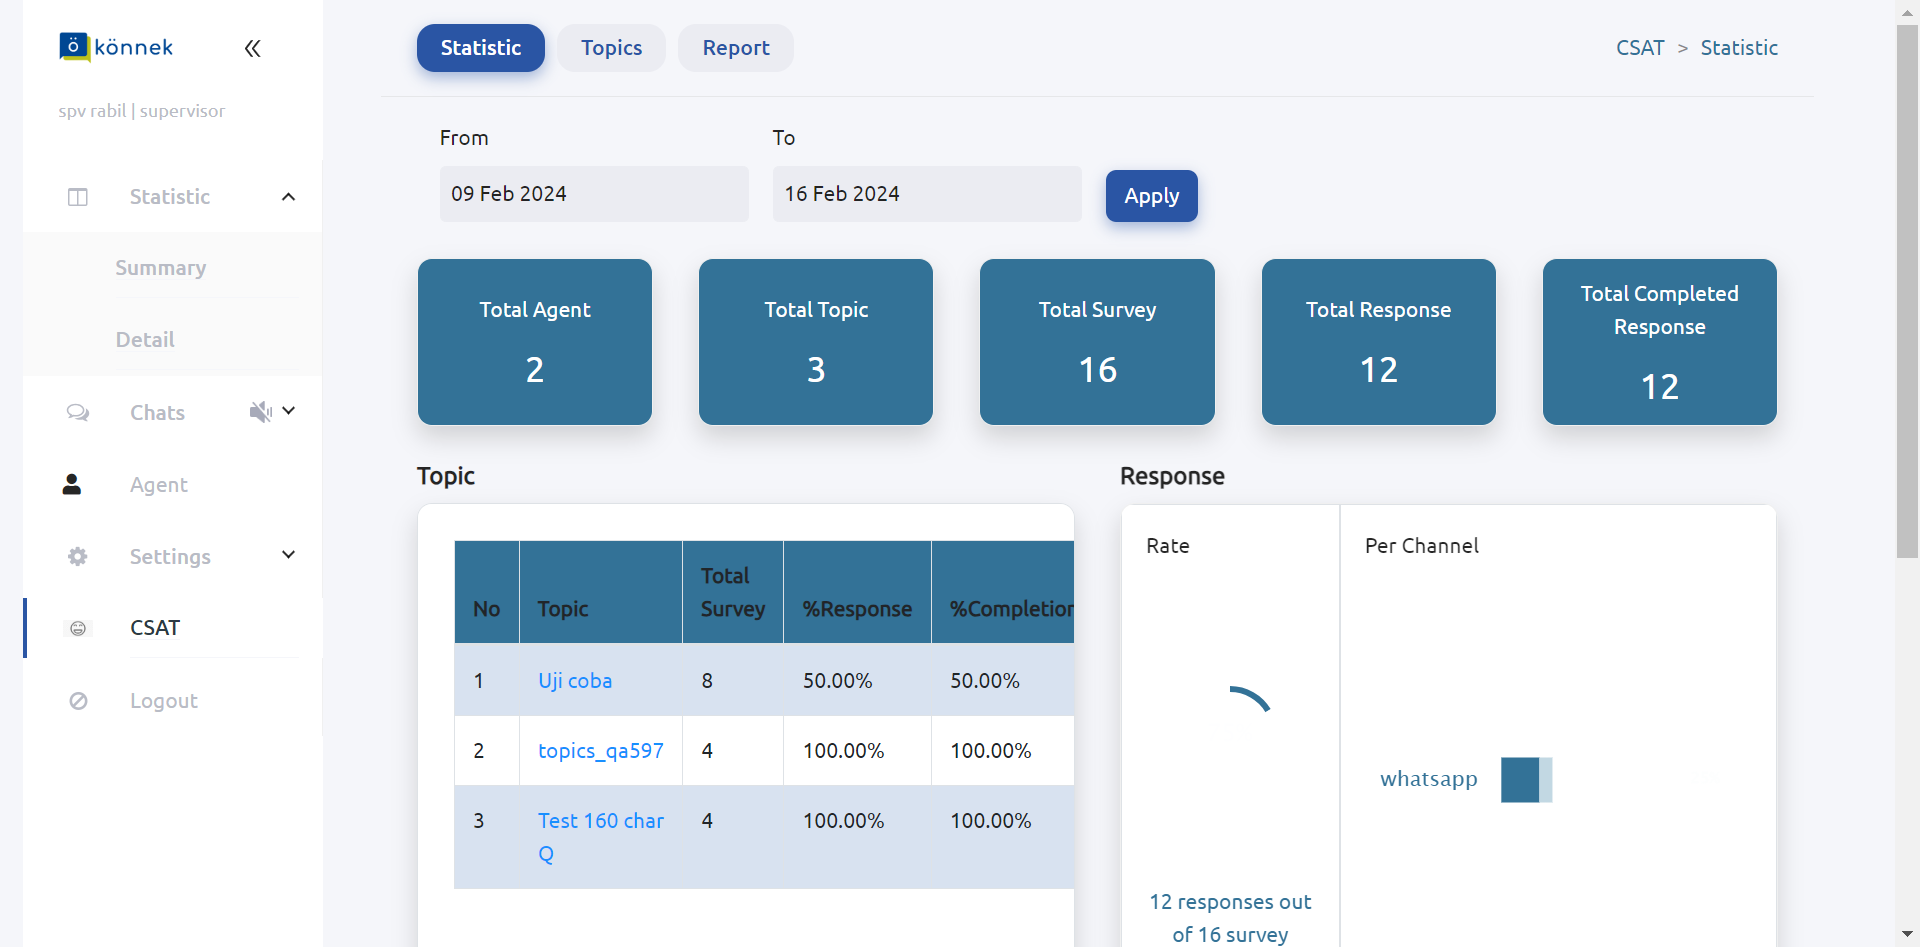 könnek
spv rabil | supervisor
Statistic
Summary
Detail
Chats
Agent
Settings
CSAT
Logout
Statistic
Topics
Report
CSAT > Statistic
From
To
09 Feb 2024
16 Feb 2024
Apply
Total Agent
2
Total Topic
3
Total Survey
16
Total Response
12
Total Completed
Response
12
Topic
No Topic Total Survey %Response %Completion
1 Uji coba 8 50.00% 50.00%
2 topics_qa597 4 100.00% 100.00%
3 Test 160 char 4 100.00% 100.00%
Q
Response
Rate
12 responses out
of 16 survey
Per Channel
whatsapp